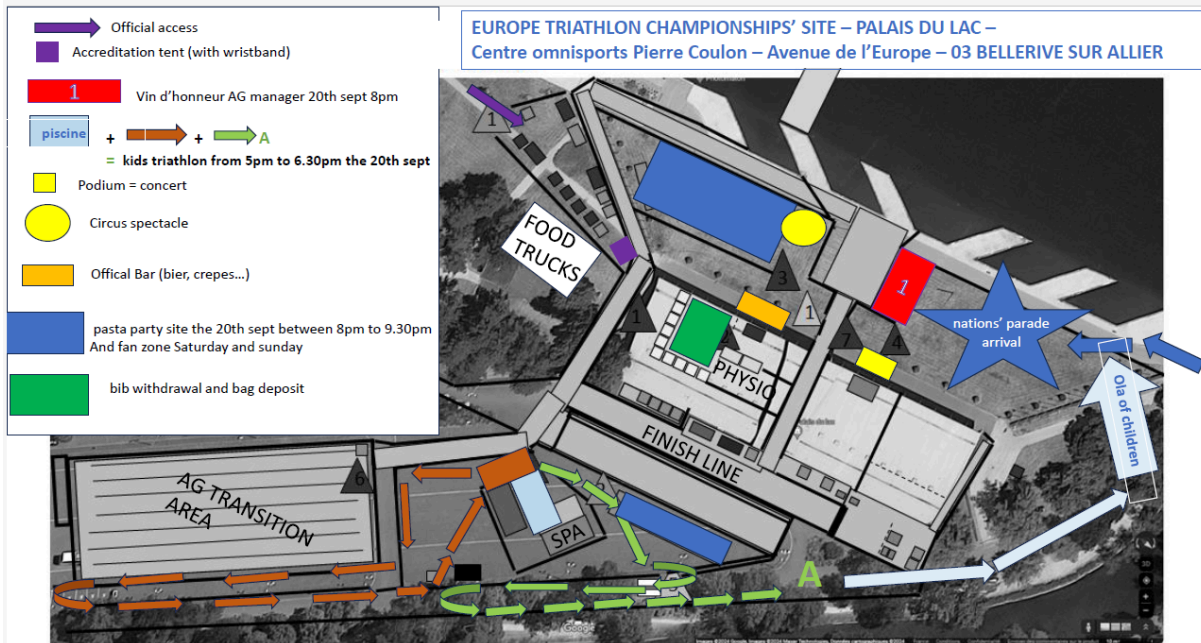 Official access
Accreditation tent (with wristband)
1
Vin d'honneur AG manager 20th sept 8pm
piscine
+
+
A
= kids triathlon from 5pm to 6.30pm the 20th sept
Podium = concert
Circus spectacle
Offical Bar (bier, crepes...)
pasta party site the 20th sept between 8pm to 9.30pm
And fan zone Saturday and sunday
bib withdrawal and bag deposit
EUROPE TRIATHLON CHAMPIONSHIPS' SITE – PALAIS DU LAC –
Centre omnisports Pierre Coulon – Avenue de l'Europe – 03 BELLERIVE SUR ALLIER
1
FOOD
TRUCKS
3
1
1
1
7
4
nations' parade
arrival
PHYSIO
FINISH LINE
Ola of children
AG TRANSITION
AREA
6
SPA
A
3D
Google